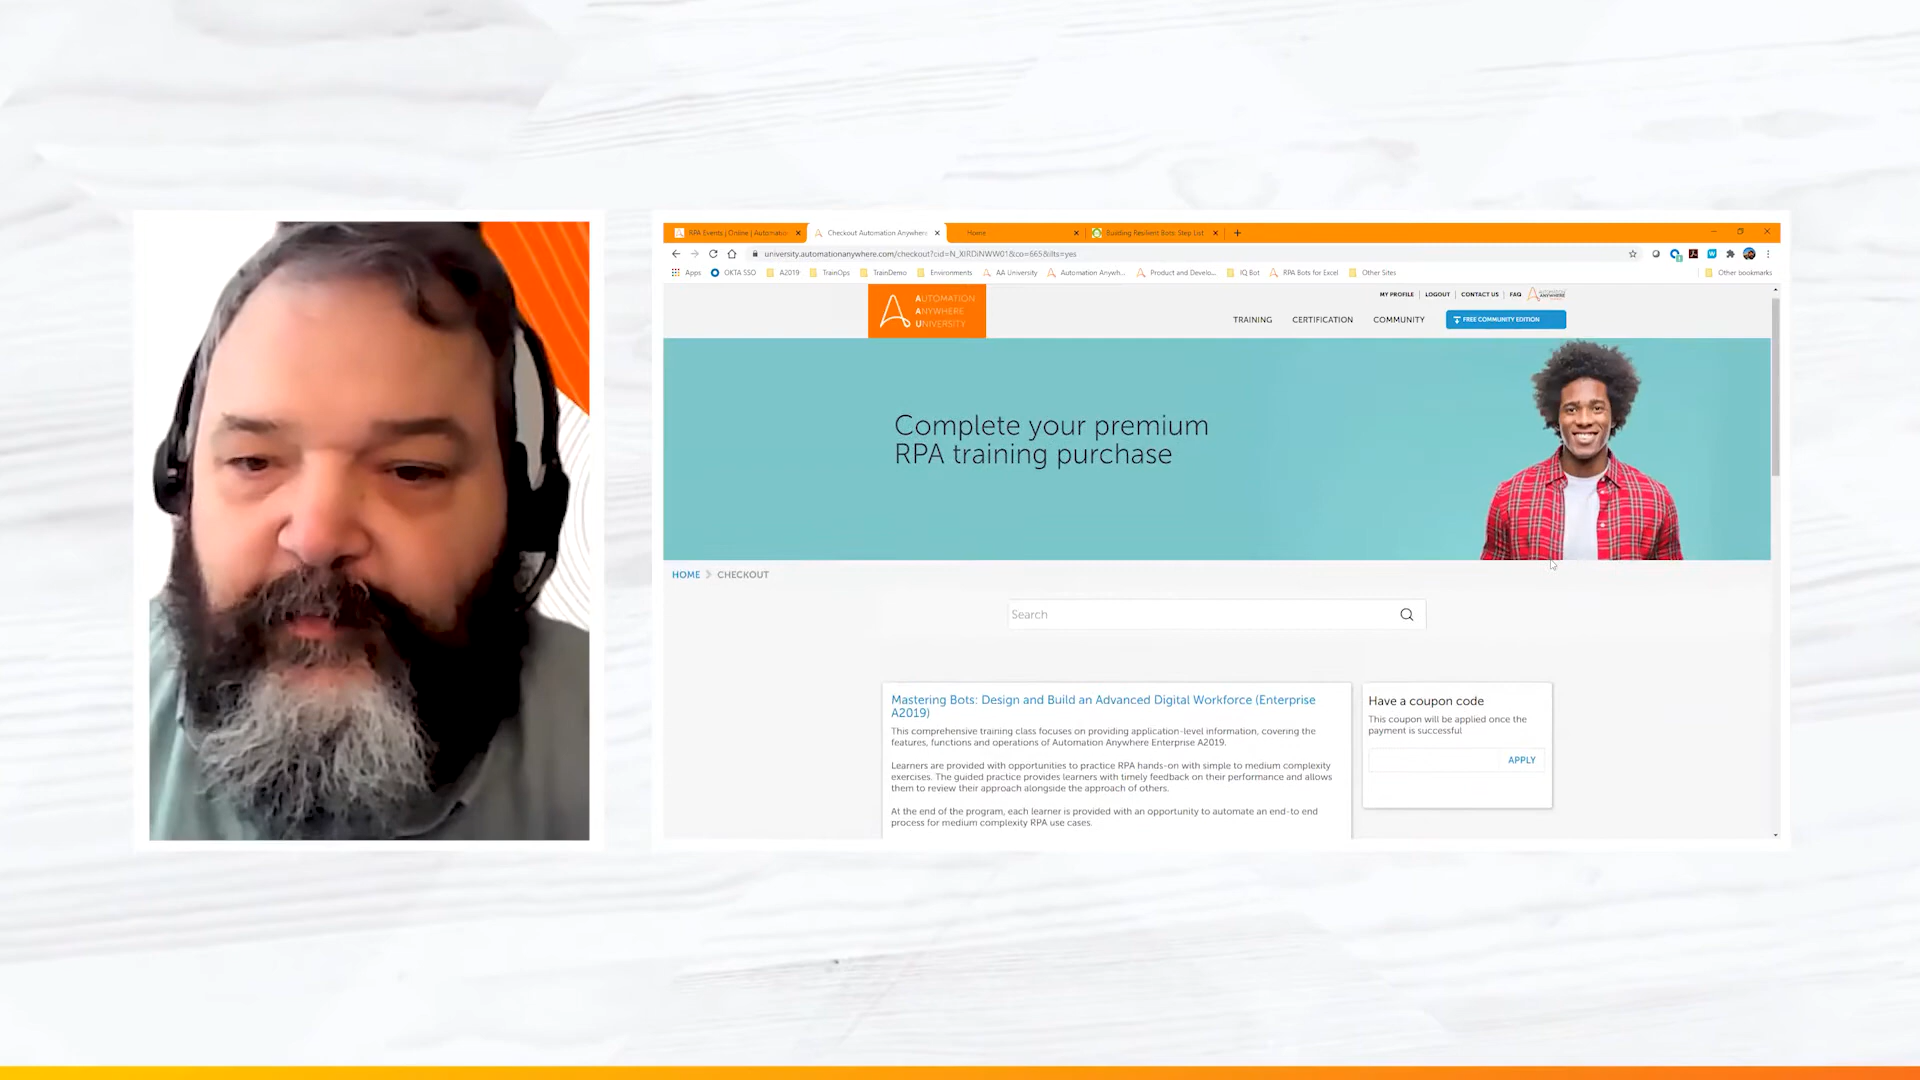 RPA Events | Online | Automatio
Checkout Automation Anywhere
Home
Building Resilient Bots: Step List
university.automationanywhere.com/checkout?cid=N_XIRDiNWW01&co=665&ilts=yes
Apps
OKTA SSO
A2019
TrainOps
TrainDemo
Environments
AA University
Automation Anywh...
Product and Develo...
IQ Bot
RPA Bots for Excel
Other Sites
Other bookmarks
AUTOMATION
ANYWHERE
UNIVERSITY
MY PROFILE | LOGOUT | CONTACT US | FAQ
AUTOMATION
ANYWHERE
TRAINING
CERTIFICATION
COMMUNITY
FREE COMMUNITY EDITION
Complete your premium
RPA training purchase
HOME
CHECKOUT
Search
Mastering Bots: Design and Build an Advanced Digital Workforce (Enterprise
A2019)
This comprehensive training class focuses on providing application-level information, covering the
features, functions and operations of Automation Anywhere Enterprise A2019.
Learners are provided with opportunities to practice RPA hands-on with simple to medium complexity
exercises. The guided practice provides learners with timely feedback on their performance and allows
them to review their approach alongside the approach of others.
At the end of the program, each learner is provided with an opportunity to automate an end-to end
process for medium complexity RPA use cases.
Have a coupon code
This coupon will be applied once the
payment is successful
APPLY